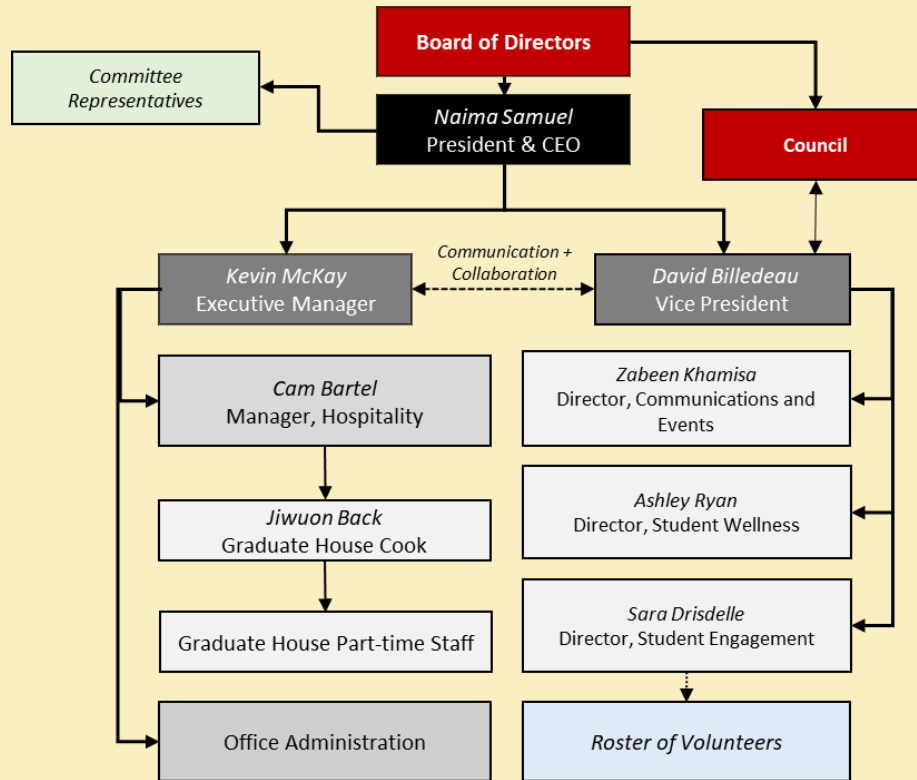 Board of Directors
Committee
Representatives
Naima Samuel
President & CEO
Council
Communication +
Collaboration
Kevin McKay
Executive Manager
David Billedeau
Vice President
Cam Bartel
Manager, Hospitality
Zabeen Khamisa
Director, Communications and
Events
Jiwuon Back
Graduate House Cook
Ashley Ryan
Director, Student Wellness
Graduate House Part-time Staff
Sara Drisdelle
Director, Student Engagement
Office Administration
Roster of Volunteers